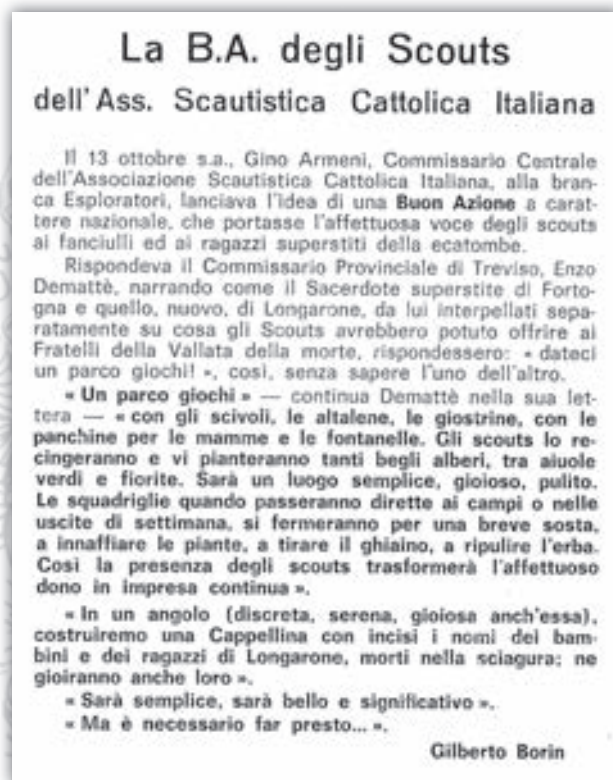 La B.A. degli Scouts
dell'Ass. Scautistica Cattolica Italiana
Il 13 ottobre s.a., Gino Armeni, Commissario Centrale
dell'Associazione Scautistica Cattolica Italiana, alla bran-
ca Esploratori, lanciava l'idea di una Buon Azione a carat-
tere nazionale, che portasse l'affettuosa voce degli scouts
ai fanciulli ed ai ragazzi superstiti della ecatombe.
Rispondeva il Commissario Provinciale di Treviso, Enzo
Demattè, narrando come il Sacerdote superstite di Forto-
gna e quello, nuovo, di Longarone, da lui interpellati sepa-
ratamente su cosa gli Scouts avrebbero potuto offrire ai
Fratelli della Vallata della morte, rispondessero: « dateci
un parco giochi! », così, senza sapere l'uno dell'altro.
« Un parco giochi » — continua Demattè nella sua let-
tera — « con gli scivoli, le altalene, le giostrine, con le
panchine per le mamme e le fontanelle. Gli scouts lo re-
cingeranno e vi pianteranno tanti begli alberi, tra aiuole
verdi e fiorite. Sarà un luogo semplice, gioioso, pulito.
Le squadriglie quando passeranno dirette ai campi o nelle
uscite di settimana, si fermeranno per una breve sosta,
a innaffiare le piante, a tirare il ghiaino, a ripulire l'erba.
Così la presenza degli scouts trasformerà l'affettuoso
dono in impresa continua ».
« In un angolo (discreta, serena, gioiosa anch'essa),
costruiremo una Cappellina con incisi i nomi dei bam-
bini e dei ragazzi di Longarone, morti nella sciagura; ne
gioiranno anche loro ».
« Sarà semplice, sarà bello e significativo ».
« Ma è necessario far presto... ».
Gilberto Borin